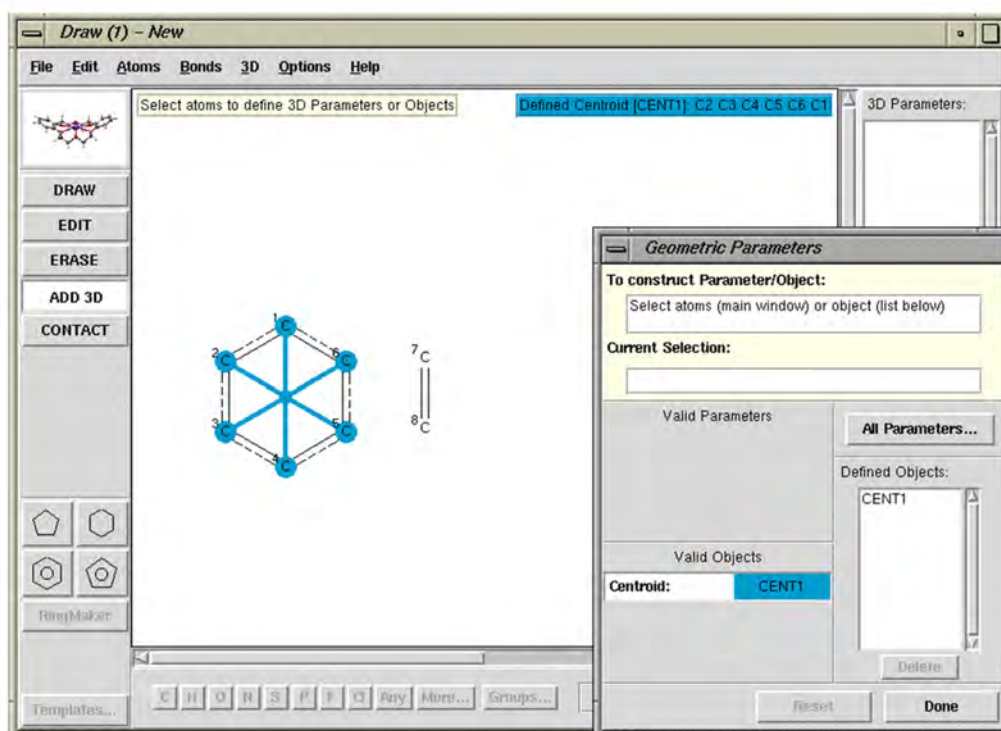 Draw (1) – New
File Edit Atoms Bonds 3D Options Help
Select atoms to define 3D Parameters or Objects
Defined Centroid [CENT1]: C2 C3 C4 C5 C6 C1
3D Parameters:
DRAW
EDIT
ERASE
ADD 3D
CONTACT
1 C
2 C
6 C
3 C
5 C
4 C
7 C
8 C
RingMaker
Templates...
C H O N S P F Cl Any More... Groups...
Geometric Parameters
To construct Parameter/Object:
Select atoms (main window) or object (list below)
Current Selection:
Valid Parameters
All Parameters...
Defined Objects:
CENT1
Valid Objects
Centroid: CENT1
Delete
Reset
Done